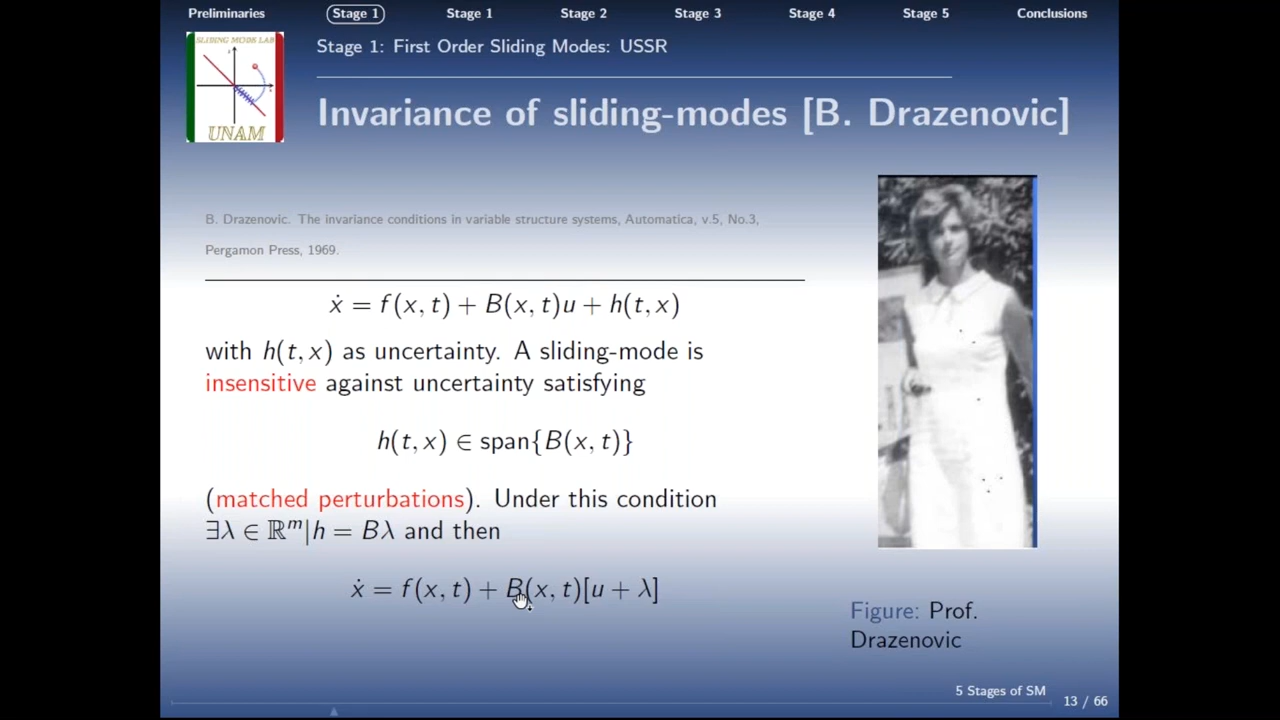 Preliminaries Stage 1 Stage 1 Stage 2 Stage 3 Stage 4 Stage 5 Conclusions
SLIDING MODE LAB
UNAM
Stage 1: First Order Sliding Modes: USSR
Invariance of sliding-modes [B. Drazenovic]
B. Drazenovic. The invariance conditions in variable structure systems, Automatica, v.5, No.3,
Pergamon Press, 1969.
ẋ = f(x, t) + B(x, t)u + h(t, x)
with h(t, x) as uncertainty. A sliding-mode is
insensitive against uncertainty satisfying
h(t, x) ∈ span{B(x, t)}
(matched perturbations). Under this condition
∃λ ∈ ℝᵐ|h = Bλ and then
ẋ = f(x, t) + B(x, t)[u + λ]
Figure: Prof.
Drazenovic
5 Stages of SM
13 / 66